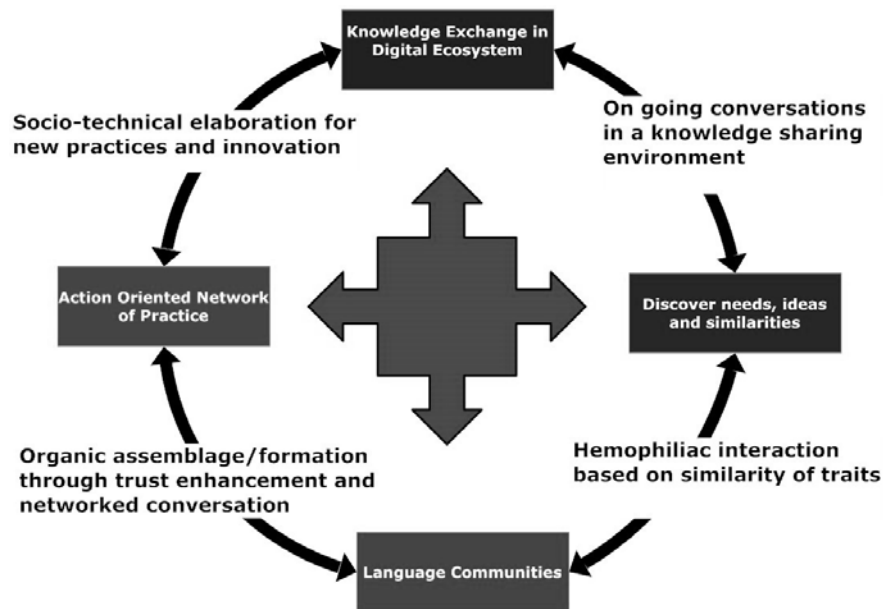 Knowledge Exchange in
Digital Ecosystem
Socio-technical elaboration for
new practices and innovation
On going conversations
in a knowledge sharing
environment
Action Oriented Network
of Practice
Discover needs, ideas
and similarities
Organic assemblage/formation
through trust enhancement and
networked conversation
Hemophiliac interaction
based on similarity of traits
Language Communities